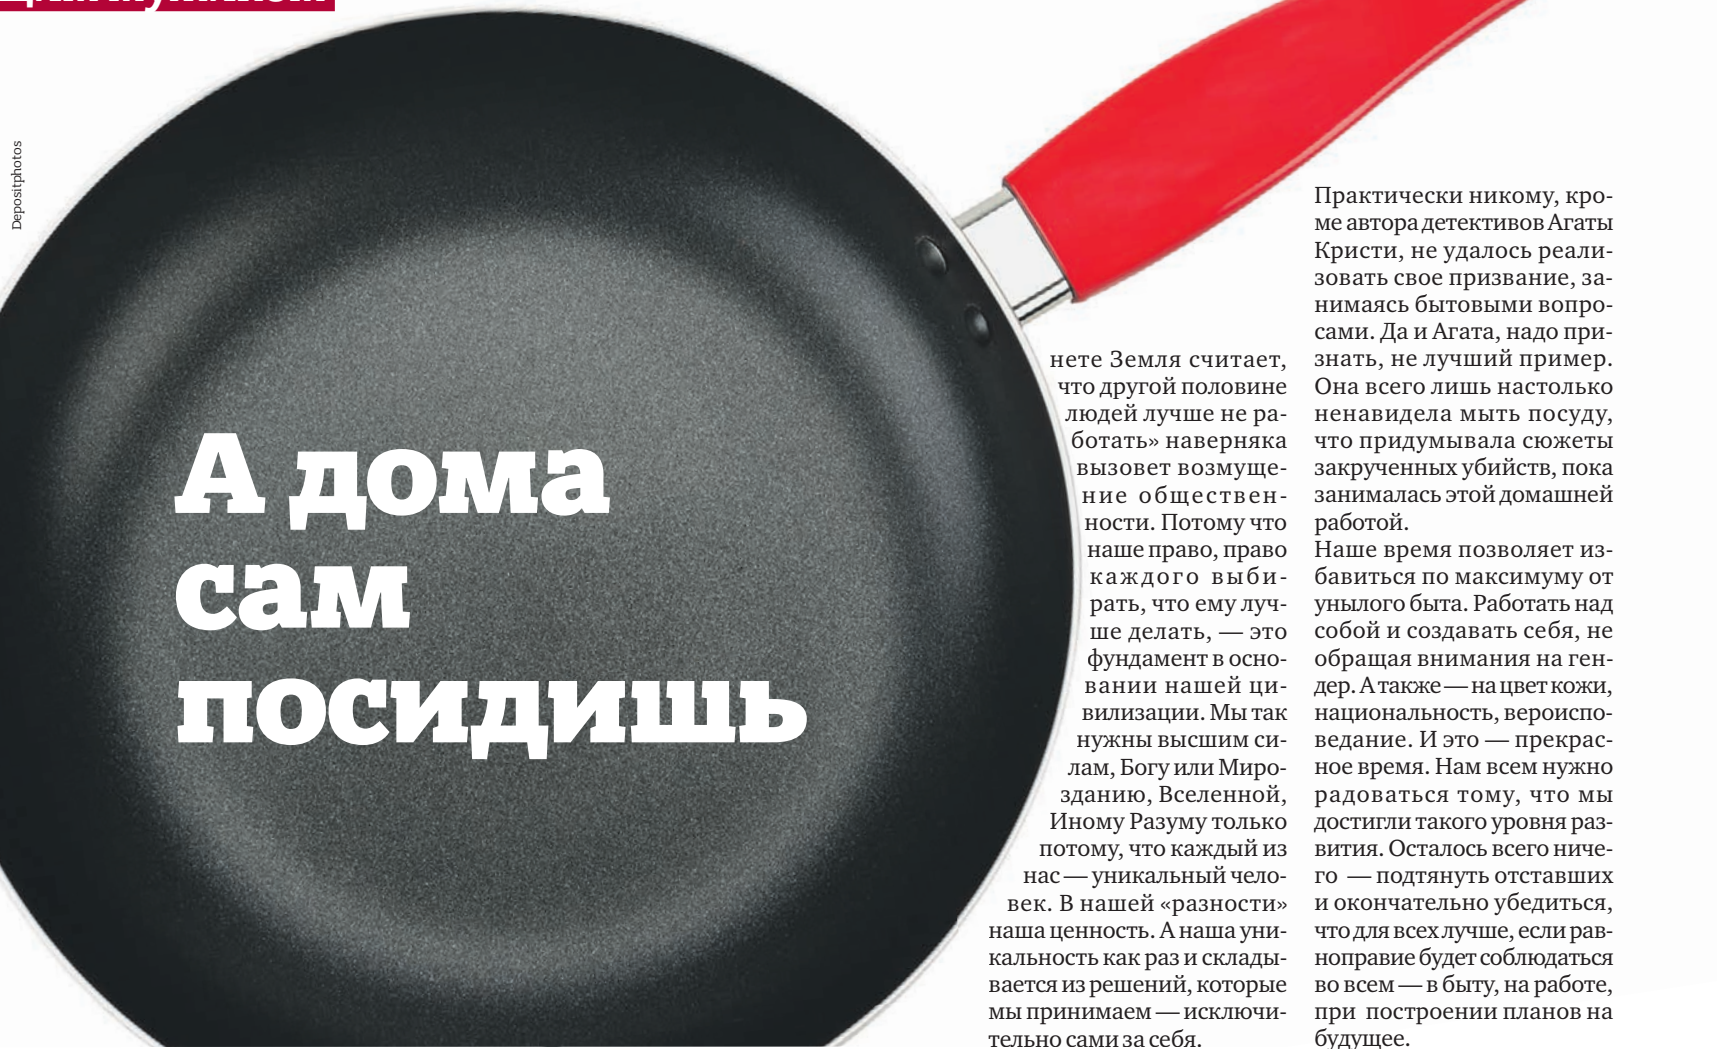 Depositphotos
А дома
сам
посидишь
нете Земля считает,
что другой половине
людей лучше не ра-
ботать» наверняка
вызовет возмуще-
ние обществен-
ности. Потому что
наше право, право
каждого выби-
рать, что ему луч-
ше делать, — это
фундамент в осно-
вании нашей ци-
вилизации. Мы так
нужны высшим си-
лам, Богу или Миро-
зданию, Вселенной,
Иному Разуму только
потому, что каждый из
нас — уникальный чело-
век. В нашей «разности»
наша ценность. А наша уни-
кальность как раз и склады-
вается из решений, которые
мы принимаем — исключи-
тельно сами за себя.
Практически никому, кро-
ме автора детективов Агаты
Кристи, не удалось реали-
зовать свое призвание, за-
нимаясь бытовыми вопро-
сами. Да и Агата, надо при-
знать, не лучший пример.
Она всего лишь настолько
ненавидела мыть посуду,
что придумывала сюжеты
закрученных убийств, пока
занималась этой домашней
работой.
Наше время позволяет из-
бавиться по максимуму от
унылого быта. Работать над
собой и создавать себя, не
обращая внимания на ген-
дер. А также — на цвет кожи,
национальность, вероиспо-
ведание. И это — прекрас-
ное время. Нам всем нужно
радоваться тому, что мы
достигли такого уровня раз-
вития. Осталось всего ниче-
го — подтянуть отставших
и окончательно убедиться,
что для всех лучше, если рав-
ноправие будет соблюдаться
во всем — в быту, на работе,
при построении планов на
будущее.